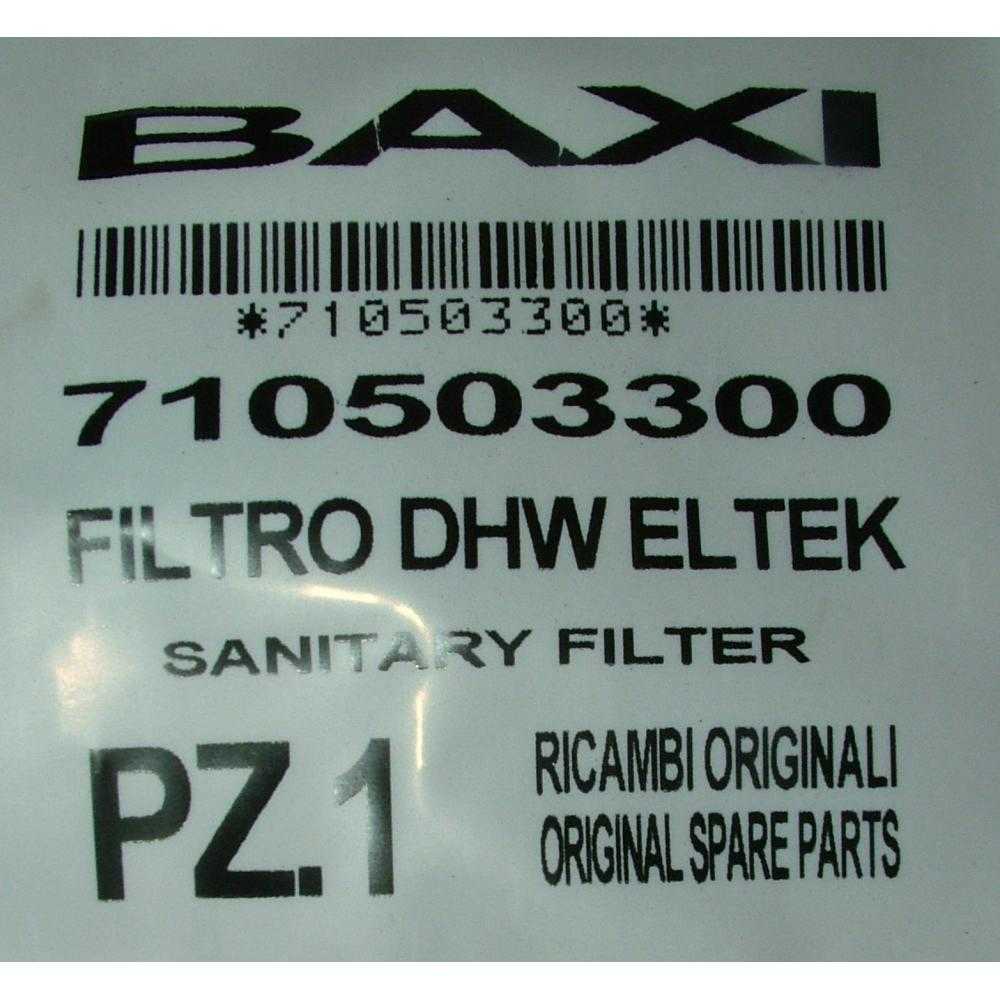 BAXI
*710503300*
710503300
FILTRO DHW ELTEK
SANITARY FILTER
PZ.1
RICAMBI ORIGINALI
ORIGINAL SPARE PARTS